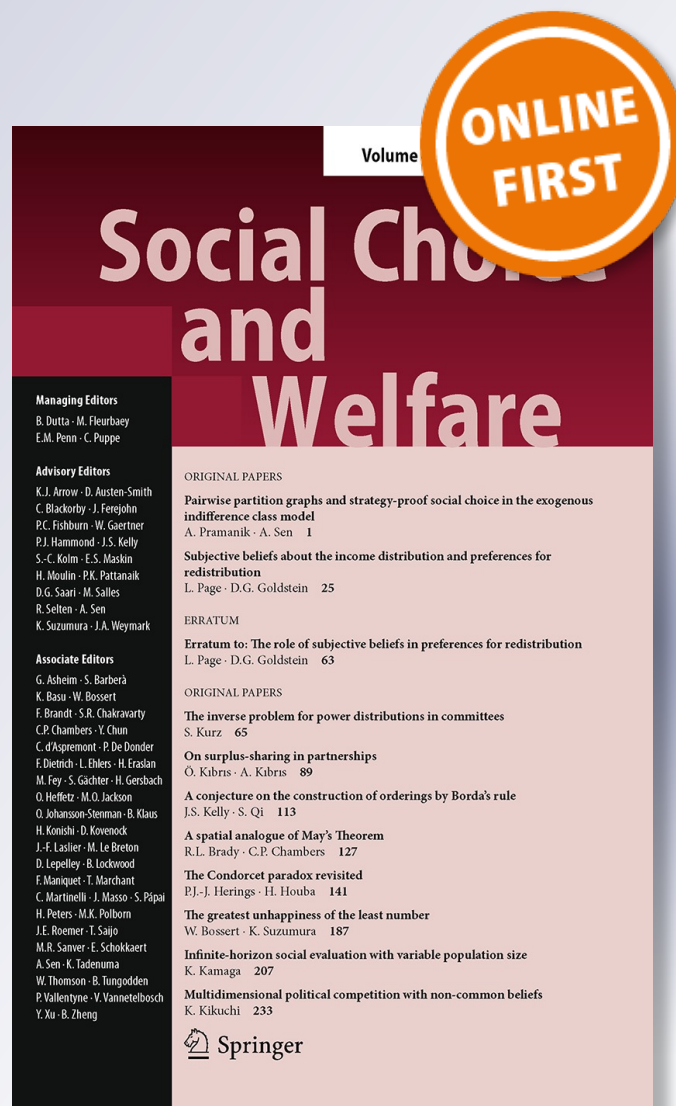 ONLINE
FIRST
Volume
Social
and
Welfare
Managing Editors
B. Dutta · M. Fleurbaey
E.M. Penn · C. Puppe
Advisory Editors
K.J. Arrow · D. Austen-Smith
C. Blackorby · J. Ferejohn
P.C. Fishburn · W. Gaertner
P.J. Hammond · J.S. Kelly
S.-C. Kolm · E.S. Maskin
H. Moulin · P.K. Pattanaik
D.G. Saari · M. Salles
R. Selten · A. Sen
K. Suzumura · J.A. Weymark
Associate Editors
G. Asheim · S. Barberà
K. Basu · W. Bossert
F. Brandt · S.R. Chakravarty
C.P. Chambers · Y. Chun
C. d’Aspremont · P. De Donder
F. Dietrich · L. Ehlers · H. Eraslan
M. Fey · S. Gächter · H. Gersbach
O. Heffetz · M.O. Jackson
O. Johansson-Stenman · B. Klaus
H. Konishi · D. Kovenock
J.-F. Laslier · M. Le Breton
D. Lepelley · B. Lockwood
F. Maniquet · T. Marchant
C. Martinelli · J. Masso · S. Pápai
H. Peters · M.K. Polborn
J.E. Roemer · T. Saijo
M.R. Sanver · E. Schokkaert
A. Sen · K. Tadenuma
W. Thomson · B. Tungodden
P. Vallentyne · V. Vannetelbosch
Y. Xu · B. Zheng
ORIGINAL PAPERS
Pairwise partition graphs and strategy-proof social choice in the exogenous
indifference class model
A. Pramanik · A. Sen 1
Subjective beliefs about the income distribution and preferences for
redistribution
L. Page · D.G. Goldstein 25
ERRATUM
Erratum to: The role of subjective beliefs in preferences for redistribution
L. Page · D.G. Goldstein 63
ORIGINAL PAPERS
The inverse problem for power distributions in committees
S. Kurz 65
On surplus-sharing in partnerships
Ö. Kıbrıs · A. Kıbrıs 89
A conjecture on the construction of orderings by Borda’s rule
J.S. Kelly · S. Qi 113
A spatial analogue of May’s Theorem
R.L. Brady · C.P. Chambers 127
The Condorcet paradox revisited
P.J.-J. Herings · H. Houba 141
The greatest unhappiness of the least number
W. Bossert · K. Suzumura 187
Infinite-horizon social evaluation with variable population size
K. Kamaga 207
Multidimensional political competition with non-common beliefs
K. Kikuchi 233
Springer